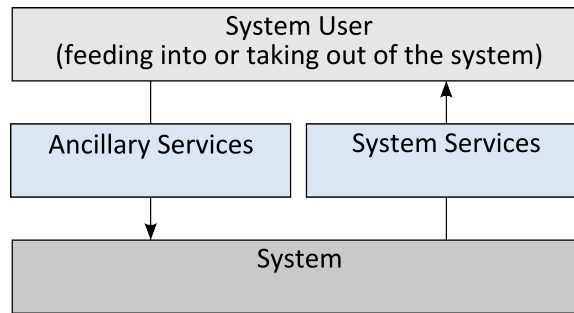 System User
(feeding into or taking out of the system)
Ancillary Services
System Services
System